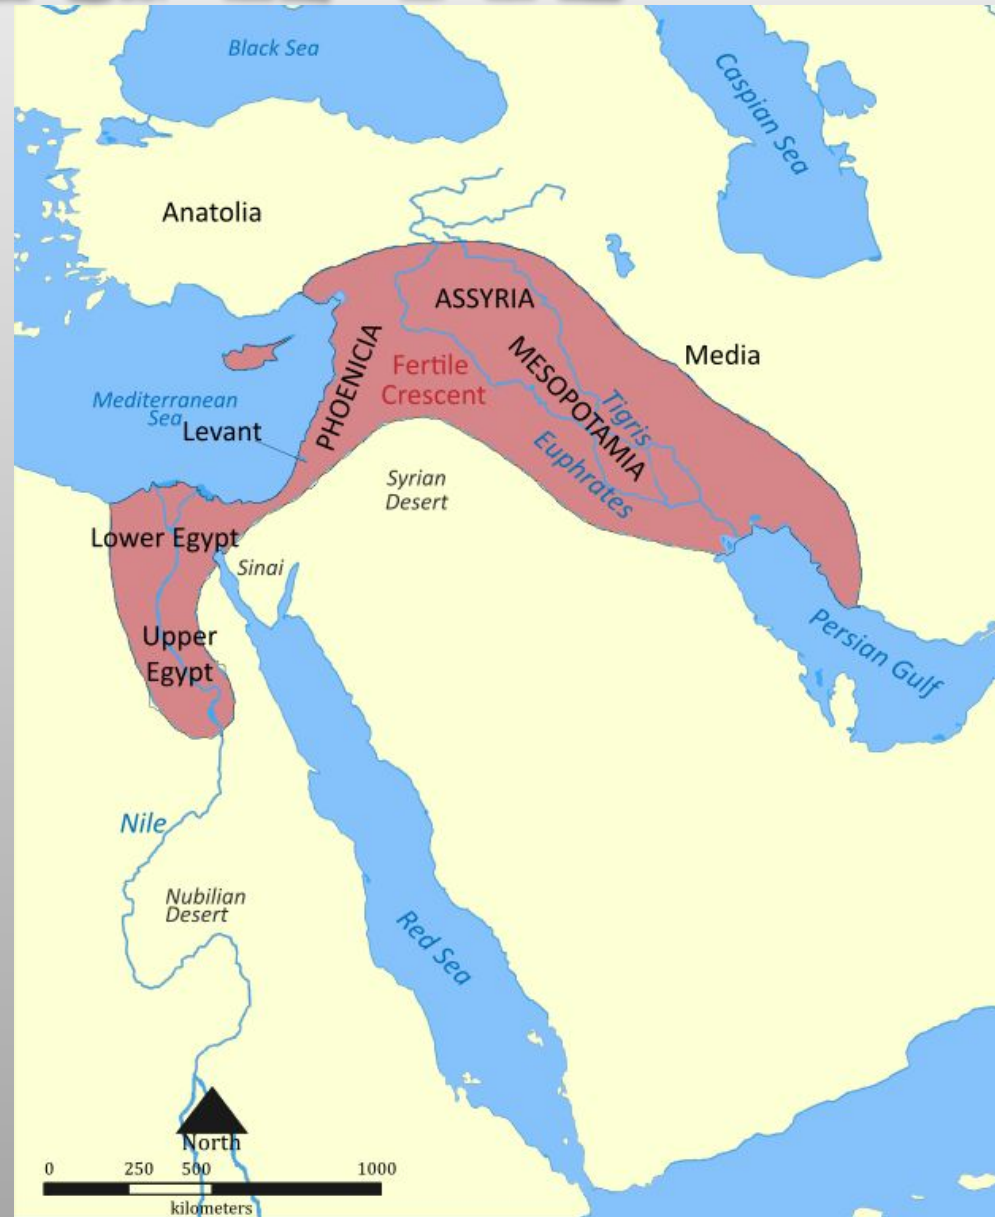 Black Sea
Caspian Sea
Anatolia
ASSYRIA
Media
PHOENICIA
Fertile
Crescent
MESOPOTAMIA
Mediterranean
Sea
Levant
Tigris
Euphrates
Syrian
Desert
Lower Egypt
Sinai
Upper
Egypt
Persian Gulf
Nile
Nubilian
Desert
Red Sea
North
0 250 500 1000
kilometers